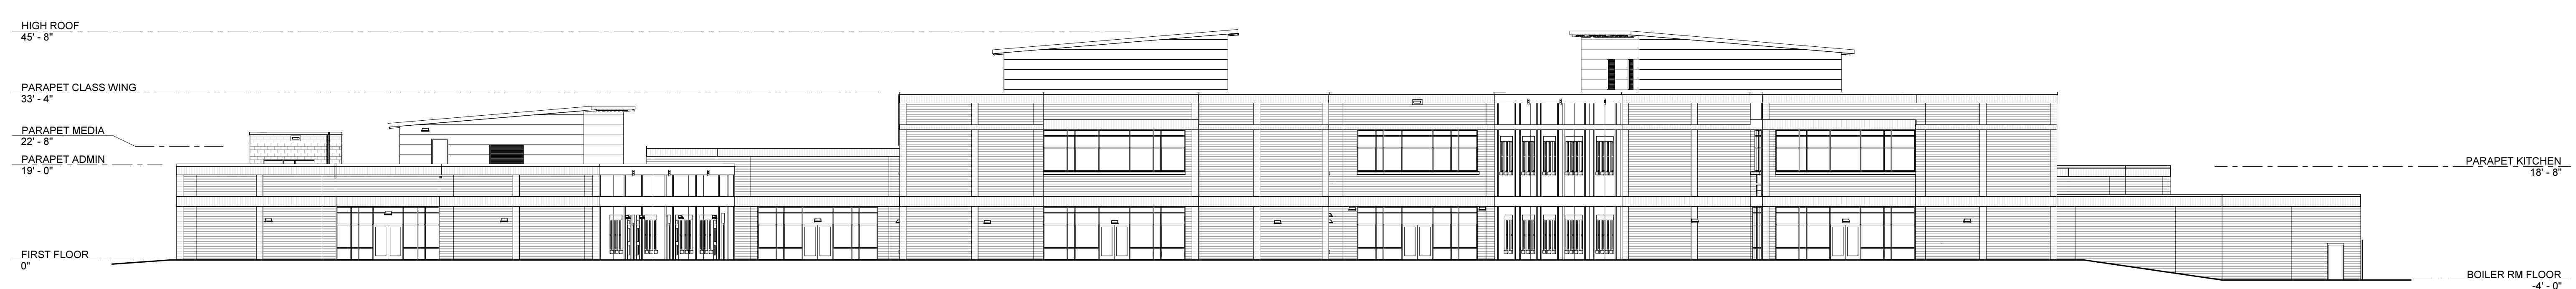 HIGH ROOF
45' - 8"
PARAPET CLASS WING
33' - 4"
PARAPET MEDIA
22' - 8"
PARAPET ADMIN
19' - 0"
FIRST FLOOR
0"
PARAPET KITCHEN
18' - 8"
BOILER RM FLOOR
-4' - 0"